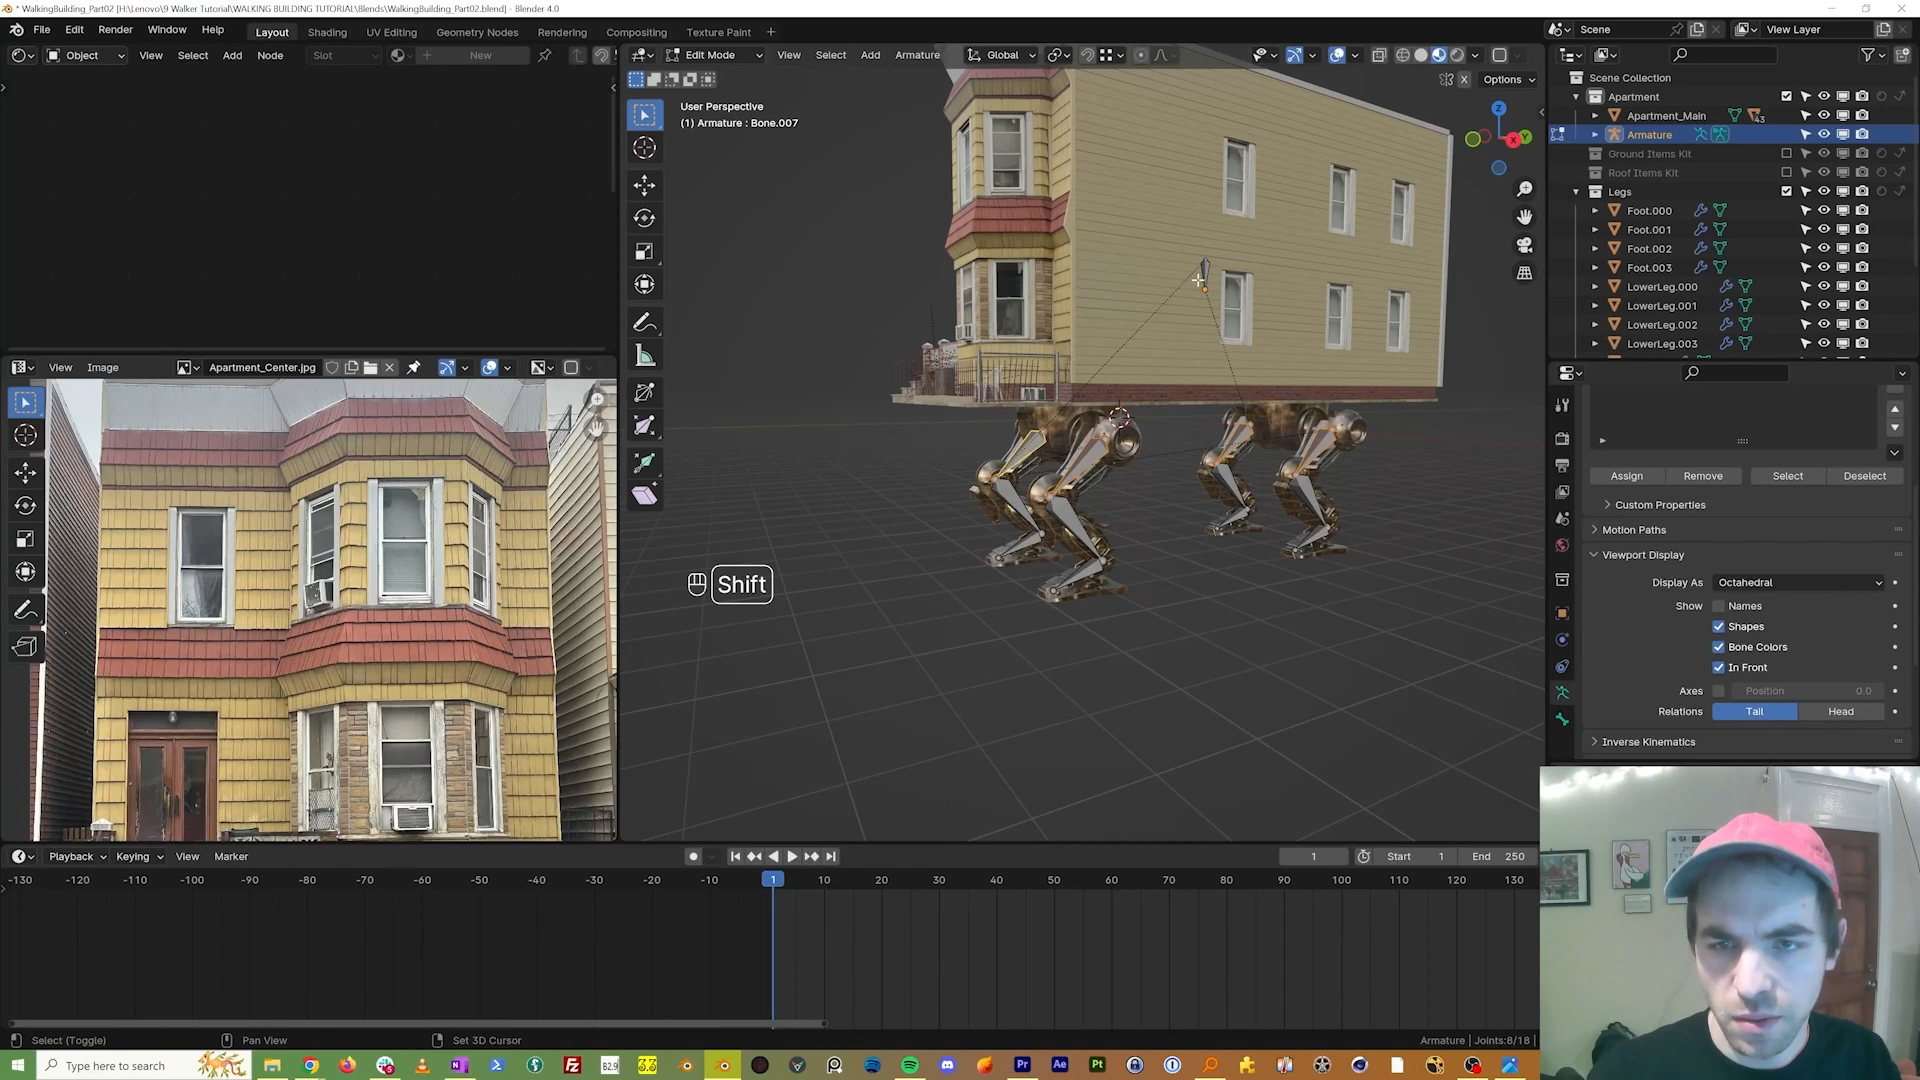 * WalkingBuilding_Part02 [H:\Lenovo\9 Walker Tutorial\WALKING BUILDING TUTORIAL\Blends\WalkingBuilding_Part02.blend] - Blender 4.0
File Edit Render Window Help Layout Shading UV Editing Geometry Nodes Rendering Compositing Texture Paint + Scene View Layer
Object View Select Add Node Slot New
Edit Mode View Select Add Armature Global
X Options
User Perspective
(1) Armature : Bone.007
Z
Y
X
Scene Collection
Apartment
Apartment_Main 43
Armature
Ground Items Kit
Roof Items Kit
Legs
Foot.000
Foot.001
Foot.002
Foot.003
LowerLeg.000
LowerLeg.001
LowerLeg.002
LowerLeg.003
View Image Apartment_Center.jpg
Shift
Assign Remove Select Deselect
Custom Properties
Motion Paths
Viewport Display
Display As Octahedral
Show Names
Shapes
Bone Colors
In Front
Axes Position 0.0
Relations Tail Head
Inverse Kinematics
Playback Keying View Marker 1 Start 1 End 250
-130 -120 -110 -100 -90 -80 -70 -60 -50 -40 -30 -20 -10 1 10 20 30 40 50 60 70 80 90 100 110 120 130
Select (Toggle) Pan View Set 3D Cursor Armature | Joints:8/18
Type here to search B2.9 3.3 Pr Ae Pt